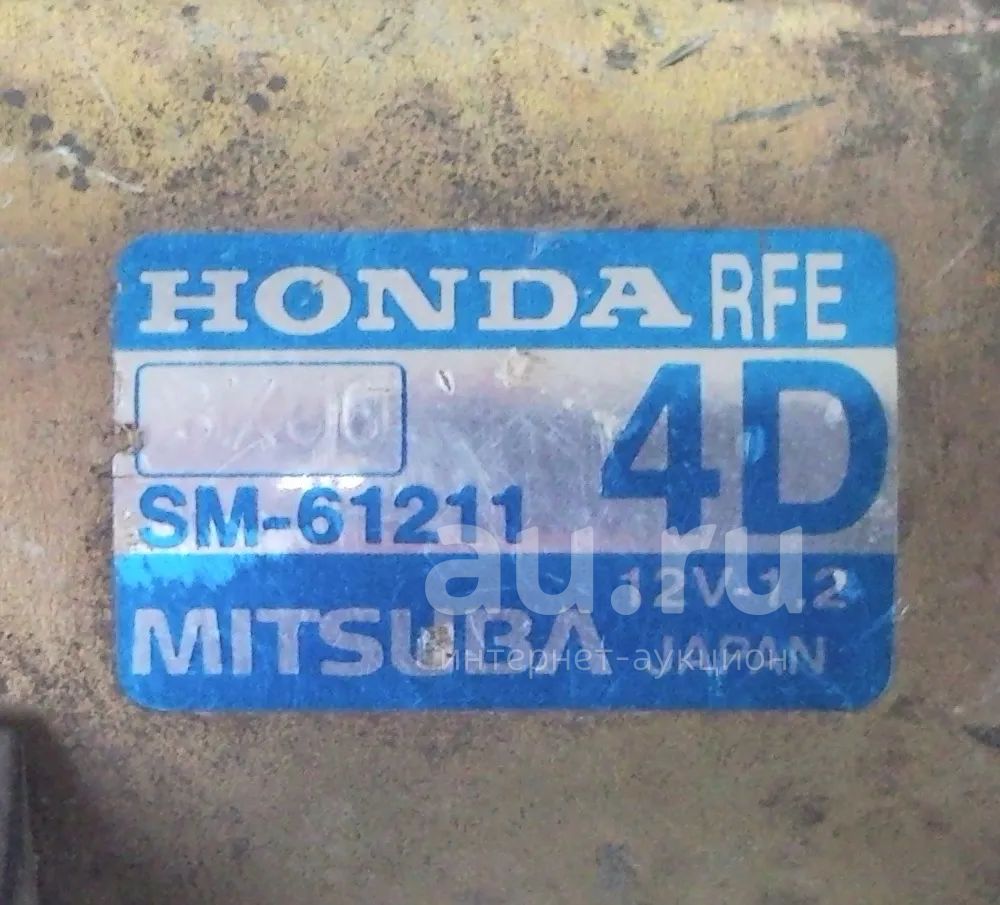 HONDA RFE
4D
SM-61211
12V-1.2
MITSUBA JAPAN
au.ru
интернет-аукцион